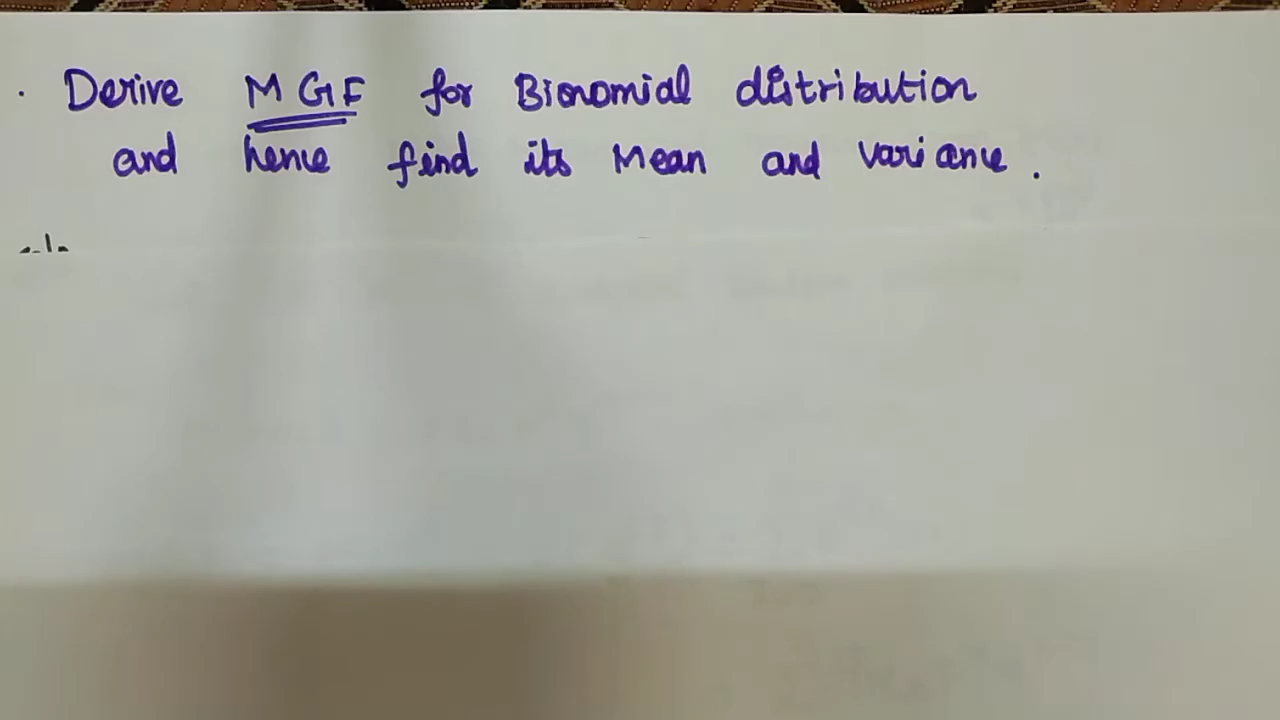 . Derive MGF for Binomial distribution
and hence find its Mean and variance.